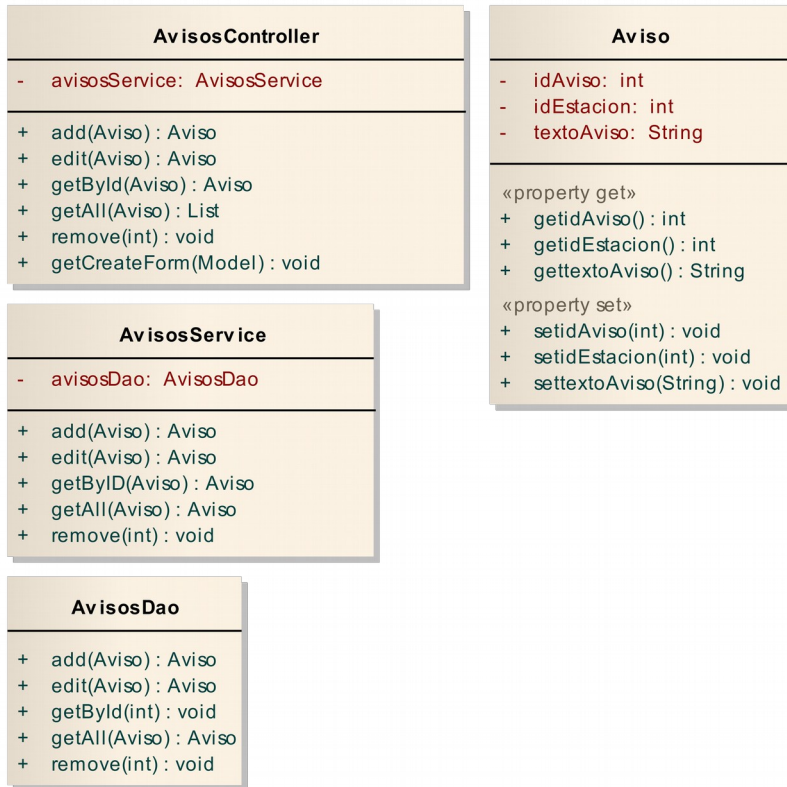 AvisosController
- avisosService: AvisosService
+ add(Aviso) : Aviso
+ edit(Aviso) : Aviso
+ getById(Aviso) : Aviso
+ getAll(Aviso) : List
+ remove(int) : void
+ getCreateForm(Model) : void
Aviso
- idAviso: int
- idEstacion: int
- textoAviso: String
«property get»
+ getidAviso() : int
+ getidEstacion() : int
+ gettextoAviso() : String
«property set»
+ setidAviso(int) : void
+ setidEstacion(int) : void
+ settextoAviso(String) : void
AvisosService
- avisosDao: AvisosDao
+ add(Aviso) : Aviso
+ edit(Aviso) : Aviso
+ getByID(Aviso) : Aviso
+ getAll(Aviso) : Aviso
+ remove(int) : void
AvisosDao
+ add(Aviso) : Aviso
+ edit(Aviso) : Aviso
+ getById(int) : void
+ getAll(Aviso) : Aviso
+ remove(int) : void